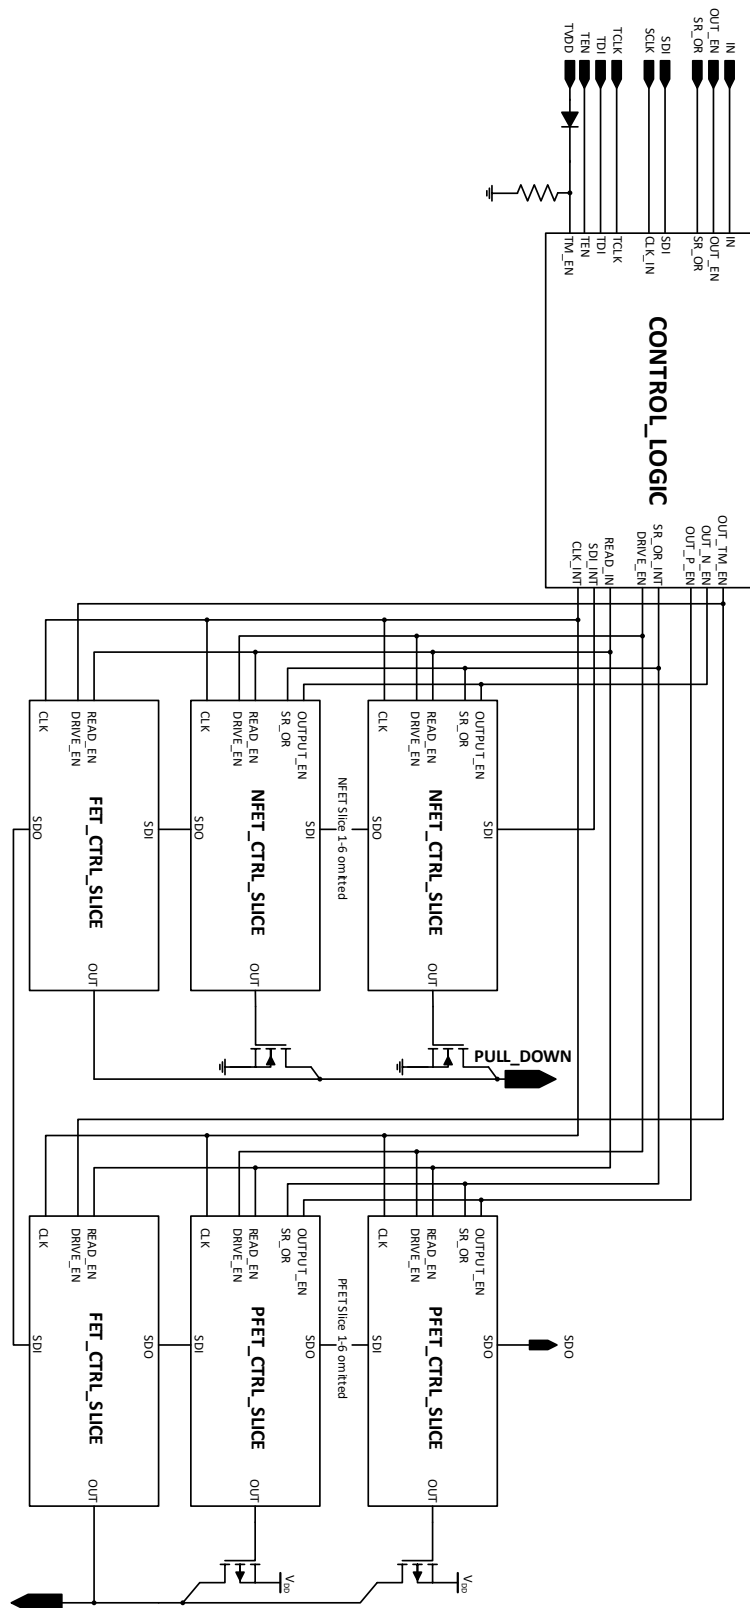 IN
OUT_EN
SR_OR
SDI
SCLK
TCLK
TDI
TEN
TVDD
IN
OUT_EN
SR_OR
SDI
CLK_IN
TCLK
TDI
TEN
TM_EN
CONTROL_LOGIC
OUT_TM_EN
OUT_N_EN
OUT_P_EN
SR_OR_INT
DRIVE_EN
READ_IN
SDI_INT
CLK_INT
OUTPUT_EN
SR_OR
READ_EN
DRIVE_EN
CLK
SDI
NFET_CTRL_SLICE
SDO
OUT
NFET Slice 1-6 omitted
OUTPUT_EN
SR_OR
READ_EN
DRIVE_EN
CLK
SDI
NFET_CTRL_SLICE
SDO
OUT
READ_EN
DRIVE_EN
CLK
SDI
FET_CTRL_SLICE
SDO
OUT
PULL_DOWN
OUTPUT_EN
SR_OR
READ_EN
DRIVE_EN
CLK
SDO
PFET_CTRL_SLICE
SDI
OUT
SDO
PFET Slice 1-6 omitted
OUTPUT_EN
SR_OR
READ_EN
DRIVE_EN
CLK
SDO
PFET_CTRL_SLICE
SDI
OUT
READ_EN
DRIVE_EN
CLK
SDO
FET_CTRL_SLICE
SDI
OUT
VDD
VDD